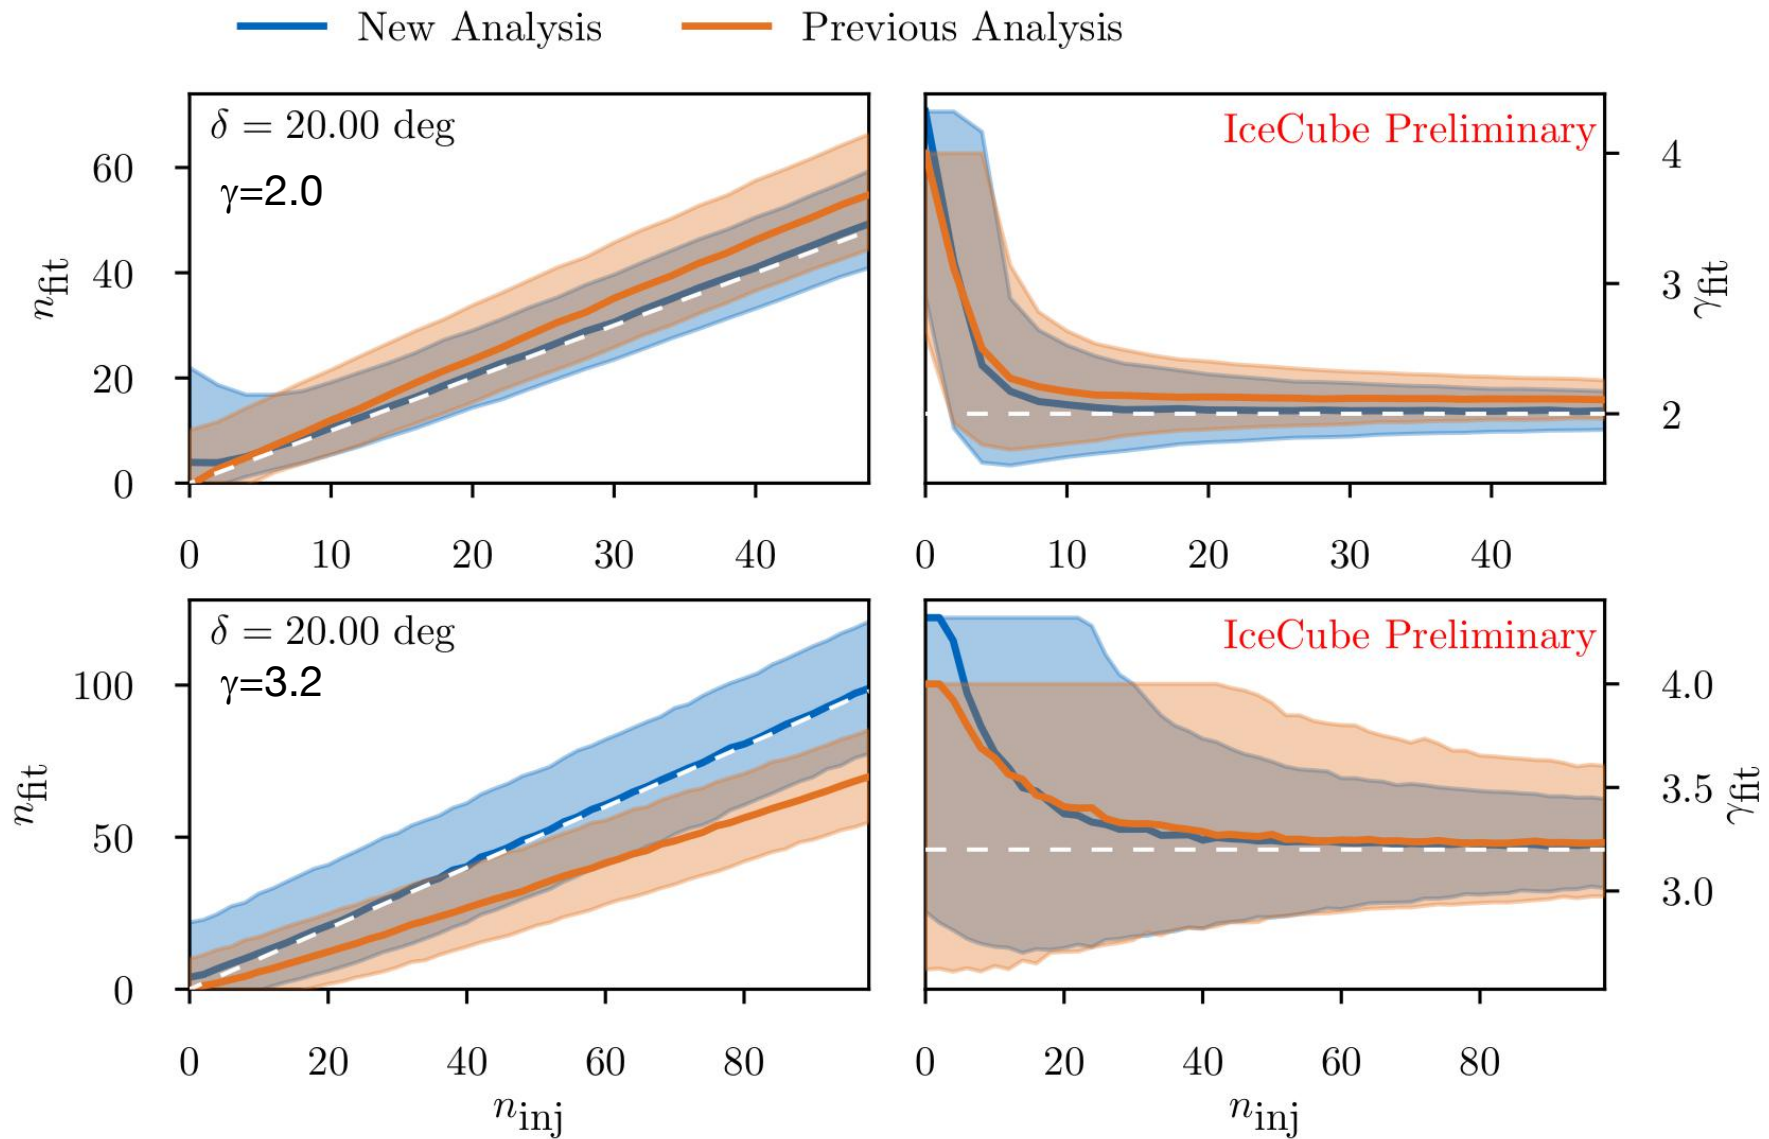 New Analysis Previous Analysis
δ = 20.00 deg
γ=2.0
n_fit
60
40
20
0
0 10 20 30 40
IceCube Preliminary
4
3
2
γ_fit
0 10 20 30 40
δ = 20.00 deg
γ=3.2
n_fit
100
50
0
0 20 40 60 80
n_inj
IceCube Preliminary
4.0
3.5
3.0
γ_fit
0 20 40 60 80
n_inj